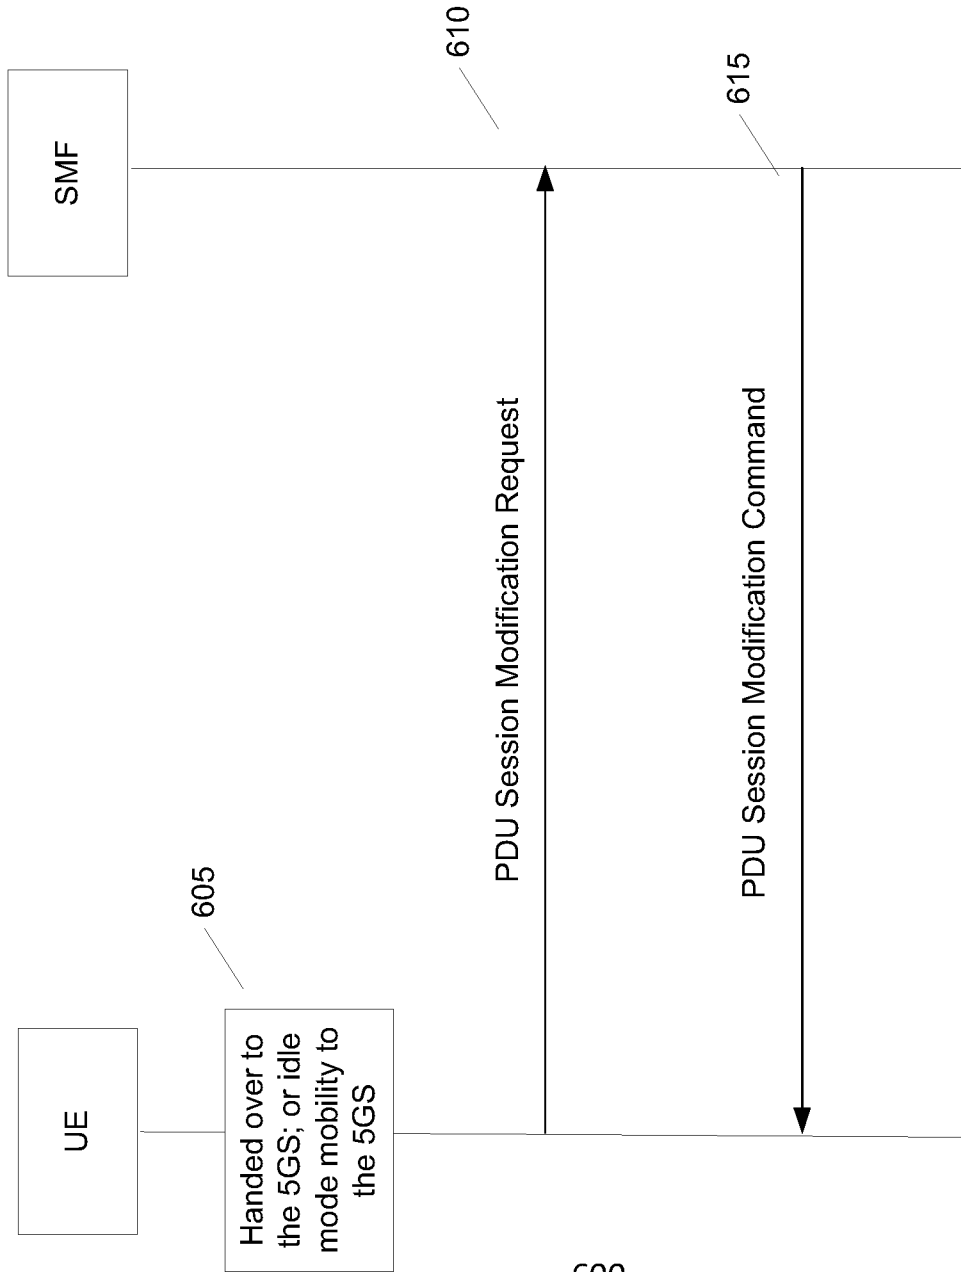 UE
SMF
Handed over to
the 5GS; or idle
mode mobility to
the 5GS
605
PDU Session Modification Request
610
PDU Session Modification Command
615